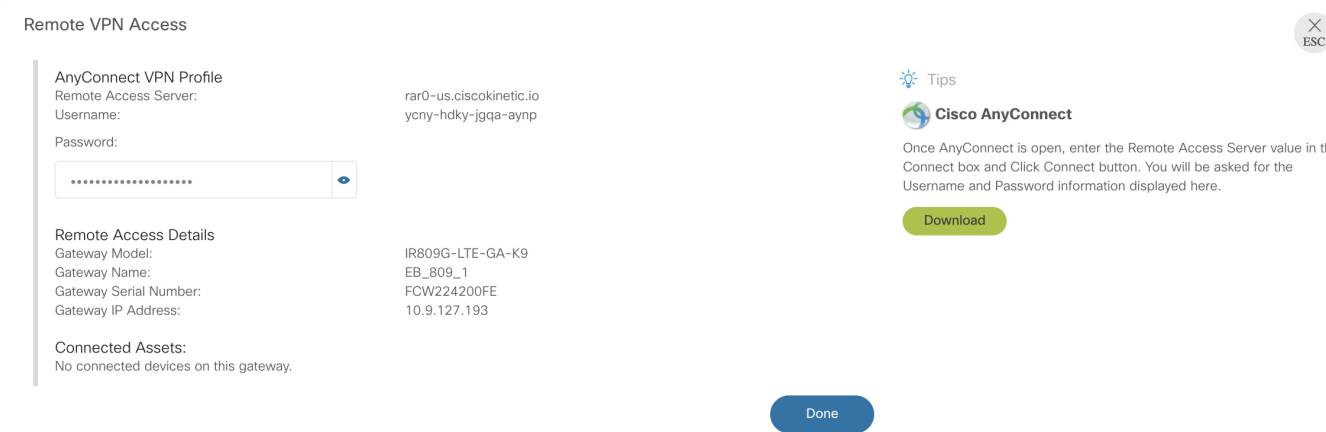 Remote VPN Access
ESC
AnyConnect VPN Profile
Remote Access Server: rar0-us.ciscokinetic.io
Username: ycny-hdky-jgqa-aynp
Password:
••••••••••••••••••••
Remote Access Details
Gateway Model: IR809G-LTE-GA-K9
Gateway Name: EB_809_1
Gateway Serial Number: FCW224200FE
Gateway IP Address: 10.9.127.193
Connected Assets:
No connected devices on this gateway.
Tips
Cisco AnyConnect
Once AnyConnect is open, enter the Remote Access Server value in
Connect box and Click Connect button. You will be asked for the
Username and Password information displayed here.
Download
Done